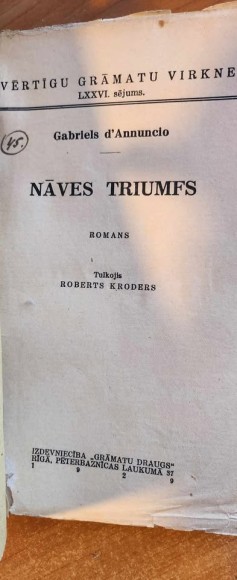 VĒRTĪGU GRĀMATU VIRKNE
LXXVI. sējums.
45.
Gabriels d'Annuncio
NĀVES TRIUMFS
ROMANS
Tulkojis
ROBERTS KRODERS
IZDEVNIECĪBA „GRĀMATU DRAUGS"
RĪGĀ, PĒTERBAZNĪCAS LAUKUMĀ 37
1 9 2 9